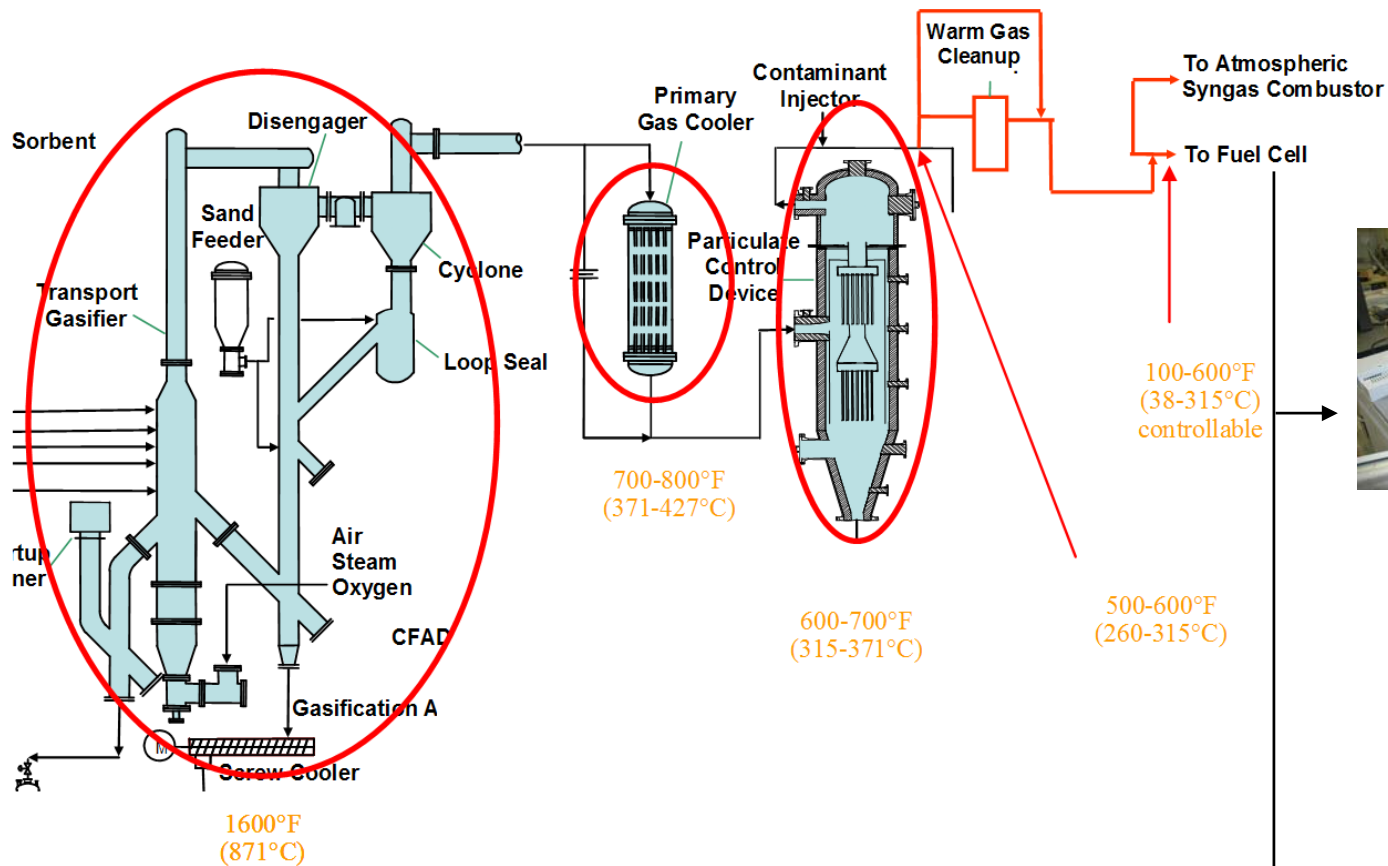 Warm Gas
Cleanup
To Atmospheric
Syngas Combustor
To Fuel Cell
Contaminant
Injector
Primary
Gas Cooler
Sorbent
Disengager
Sand
Feeder
Cyclone
Particulate
Control
Device
Transport
Gasifier
Loop Seal
100-600°F
(38-315°C)
controllable
700-800°F
(371-427°C)
rtup
ner
Air
Steam
Oxygen
600-700°F
(315-371°C)
500-600°F
(260-315°C)
CFAD
Gasification A
M
Screw Cooler
1600°F
(871°C)